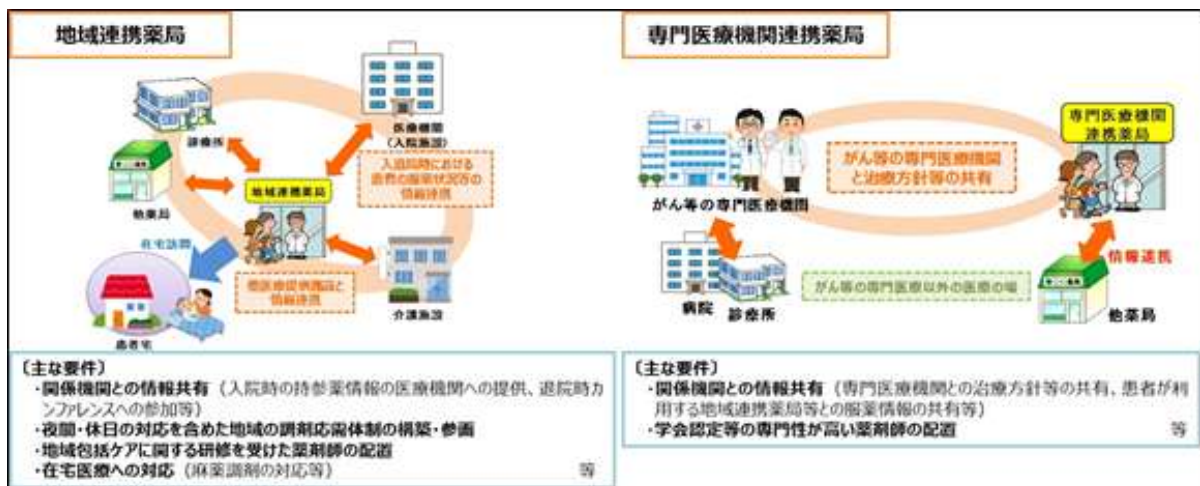 地域連携薬局
診療所
医療機関
(入院施設)
入退院時における
患者の服薬状況等の
情報連携
地域連携薬局
他薬局
在宅訪問
他医療提供施設と
情報連携
介護施設
患者宅
〔主な要件〕
・関係機関との情報共有（入院時の持参薬情報の医療機関への提供、退院時カ
ンファレンスへの参加等）
・夜間・休日の対応を含めた地域の調剤応需体制の構築・参画
・地域包括ケアに関する研修を受けた薬剤師の配置
・在宅医療への対応（麻薬調剤の対応等） 等
専門医療機関連携薬局
専門医療機関
連携薬局
がん等の専門医療機関
と治療方針等の共有
がん等の専門医療機関
情報連携
病院
診療所
がん等の専門医療以外の医療の場
他薬局
〔主な要件〕
・関係機関との情報共有（専門医療機関との治療方針等の共有、患者が利
用する地域連携薬局等との服薬情報の共有等）
・学会認定等の専門性が高い薬剤師の配置 等